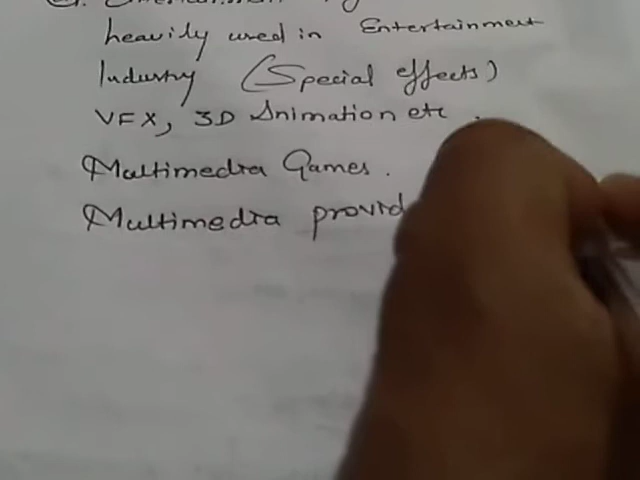 heavily used in Entertainment
Industry (Special effects)
VFX, 3D Animation etc.
Multimedia Games.
Multimedia provid